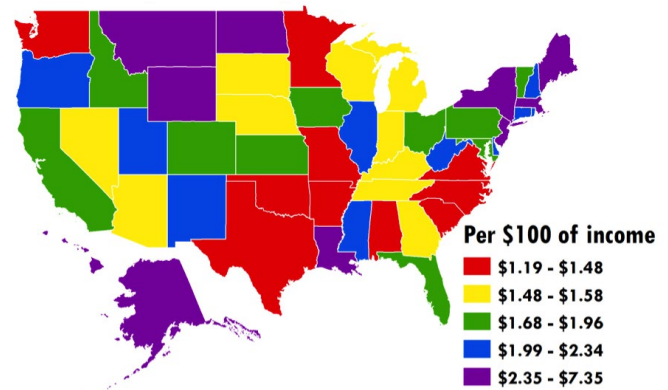 Per $100 of income
$1.19 - $1.48
$1.48 - $1.58
$1.68 - $1.96
$1.99 - $2.34
$2.35 - $7.35